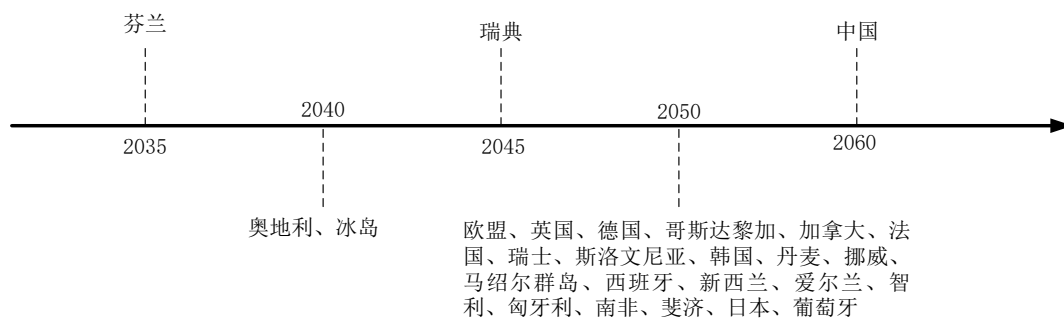 芬兰
瑞典
中国
2040
2050
2035
2045
2060
奥地利、冰岛
欧盟、英国、德国、哥斯达黎加、加拿大、法
国、瑞士、斯洛文尼亚、韩国、丹麦、挪威、
马绍尔群岛、西班牙、新西兰、爱尔兰、智
利、匈牙利、南非、斐济、日本、葡萄牙